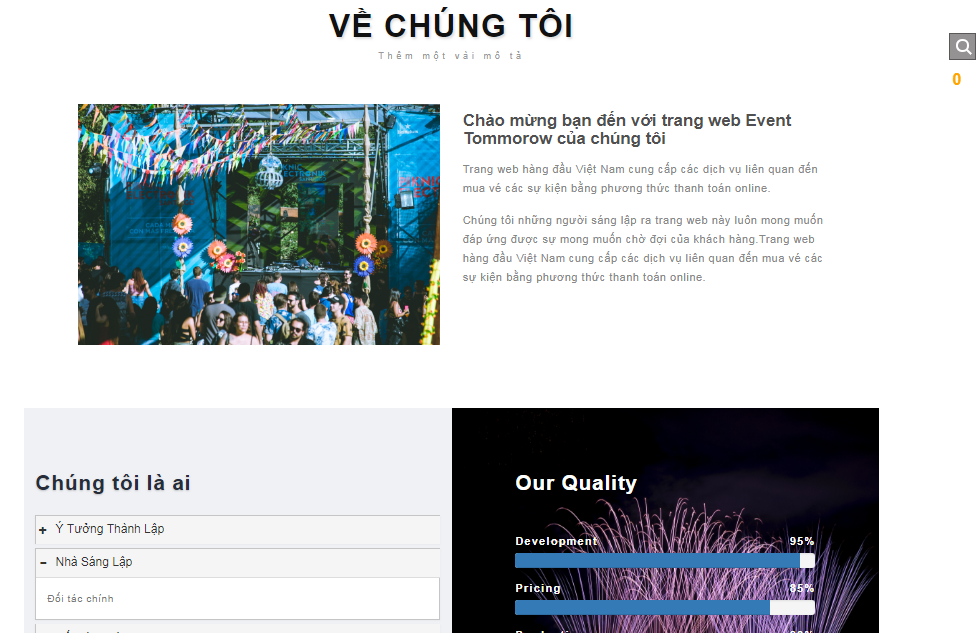 VỀ CHÚNG TÔI
Thêm một vài mô tả
0
Chào mừng bạn đến với trang web Event
Tommorow của chúng tôi
Trang web hàng đầu Việt Nam cung cấp các dịch vụ liên quan đến
mua vé các sự kiện bằng phương thức thanh toán online.
Chúng tôi những người sáng lập ra trang web này luôn mong muốn
đáp ứng được sự mong muốn chờ đợi của khách hàng.Trang web
hàng đầu Việt Nam cung cấp các dịch vụ liên quan đến mua vé các
sự kiện bằng phương thức thanh toán online.
Chúng tôi là ai
+ Ý Tưởng Thành Lập
- Nhà Sáng Lập
Đối tác chính
Our Quality
Development 95%
Pricing 85%